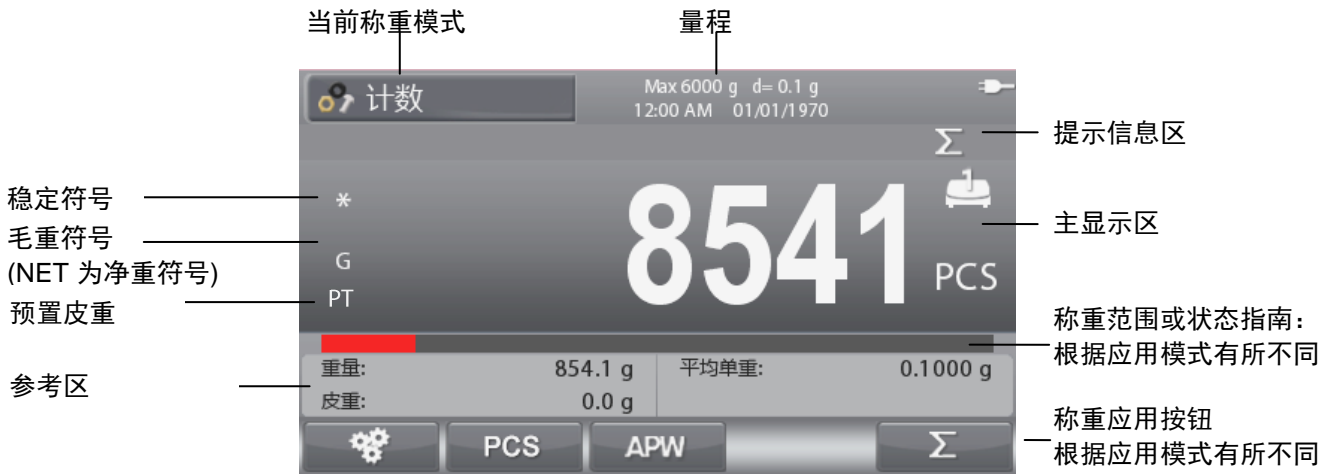 当前称重模式
量程
计数
Max 6000 g d= 0.1 g
12:00 AM 01/01/1970
Σ
提示信息区
稳定符号
*
1
8541
主显示区
毛重符号
(NET 为净重符号)
G
PCS
预置皮重
PT
称重范围或状态指南：
根据应用模式有所不同
参考区
重量: 854.1 g 平均单重: 0.1000 g
皮重: 0.0 g
称重应用按钮
根据应用模式有所不同
PCS APW Σ